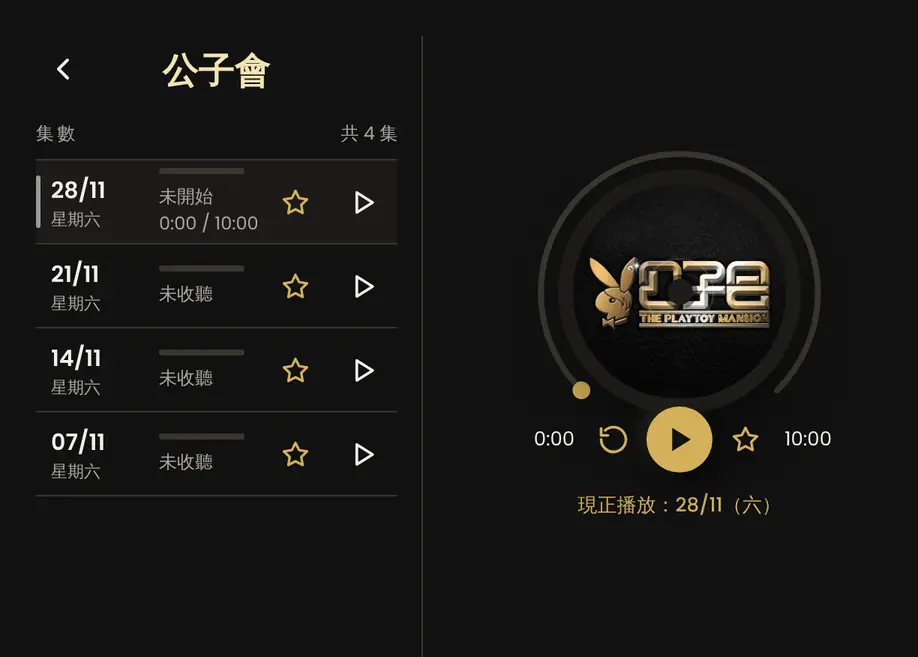 公子會
集數
共 4 集
28/11
星期六
未開始
0:00 / 10:00
21/11
星期六
未收聽
14/11
星期六
未收聽
07/11
星期六
未收聽
公子會
THE PLAYTOY MANSION
0:00
10:00
現正播放：28/11（六）